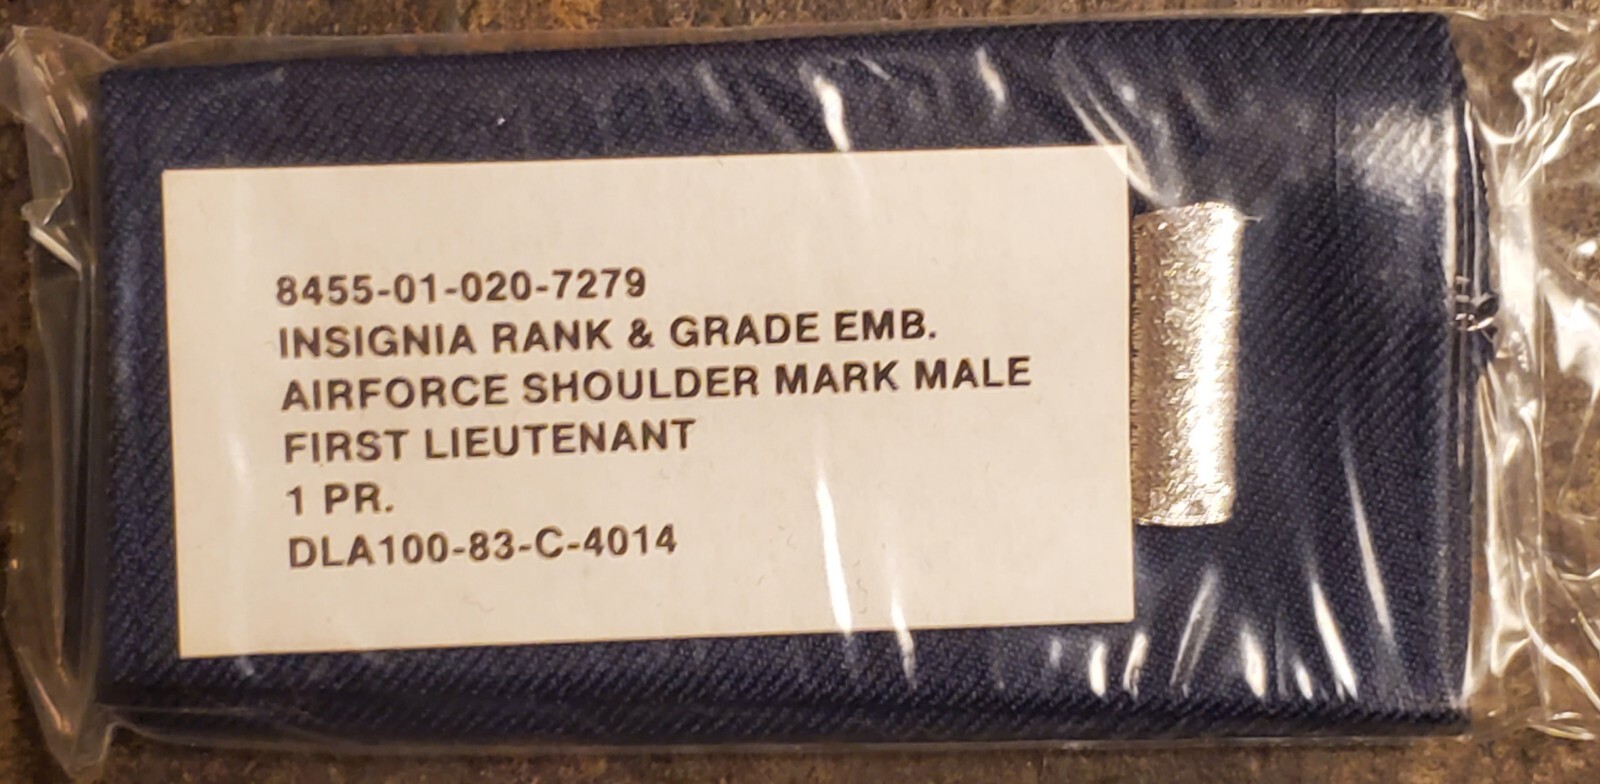 8455-01-020-7279
INSIGNIA RANK & GRADE EMB.
AIRFORCE SHOULDER MARK MALE
FIRST LIEUTENANT
1 PR.
DLA100-83-C-4014